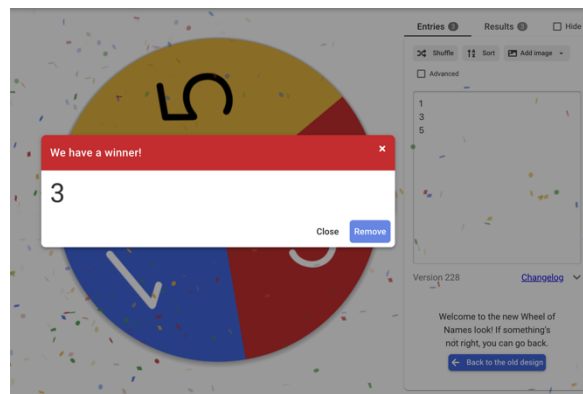 Entries 3
Results 3
Hide
Shuffle
Sort
Add image
Advanced
1
3
5
5
We have a winner!
×
3
Close
Remove
1
Version 228
Changelog
Welcome to the new Wheel of
Names look! If something's
not right, you can go back.
Back to the old design